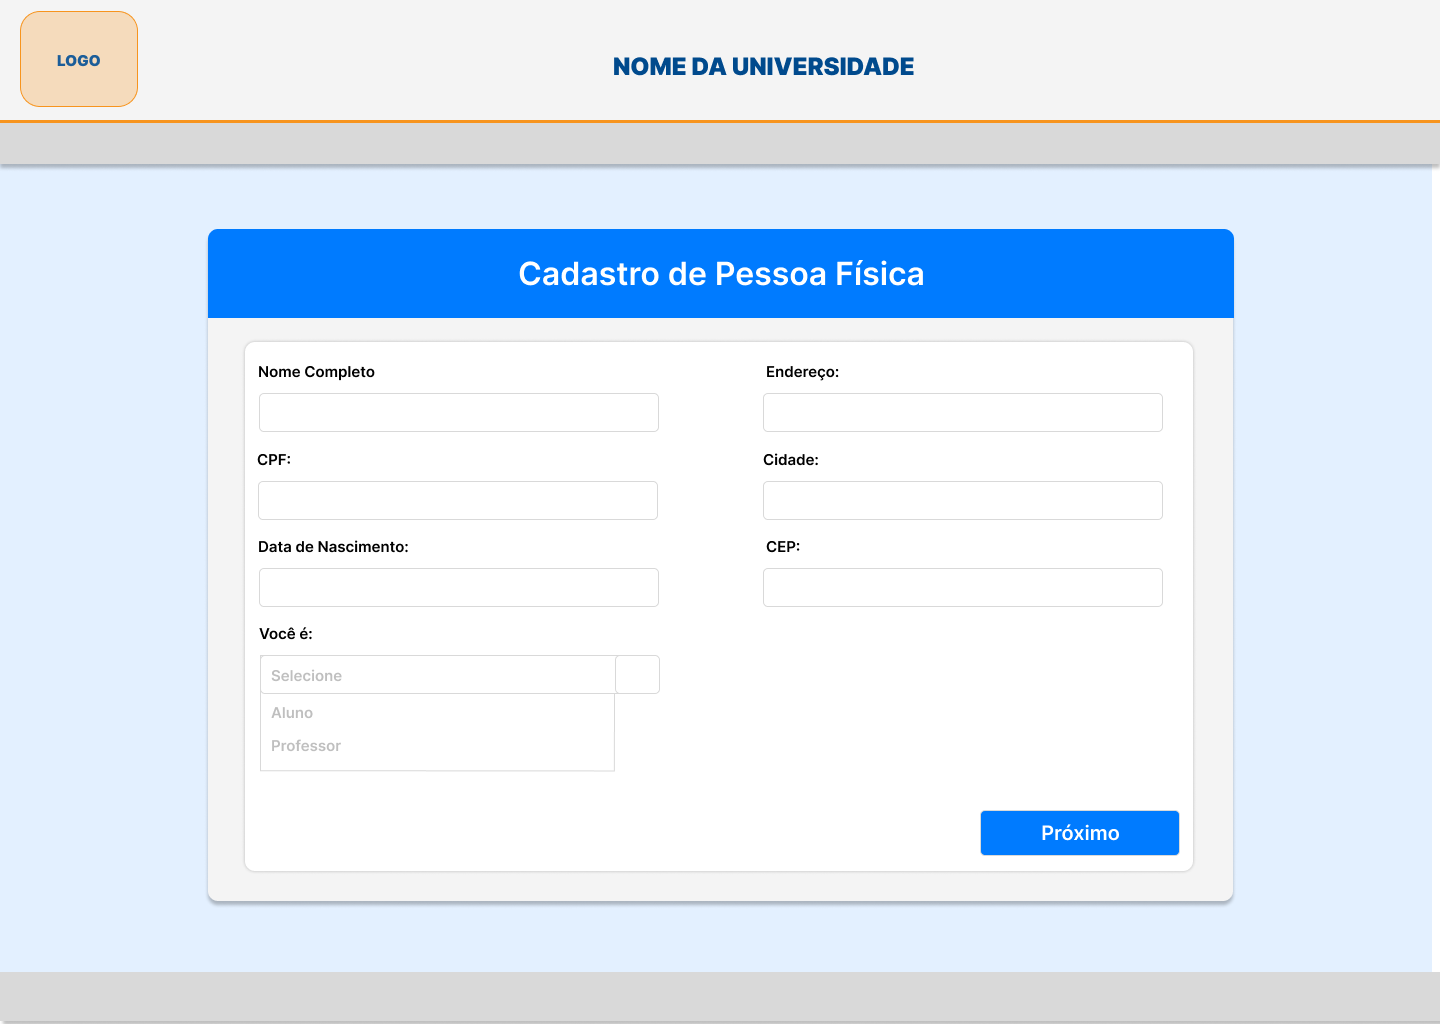 LOGO
NOME DA UNIVERSIDADE
Cadastro de Pessoa Física
Nome Completo
Endereço:
CPF:
Cidade:
Data de Nascimento:
CEP:
Você é:
Selecione
Aluno
Professor
Próximo